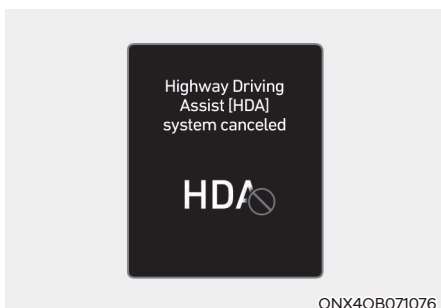 Highway Driving
Assist [HDA]
system canceled
HDA
ONX4OB071076